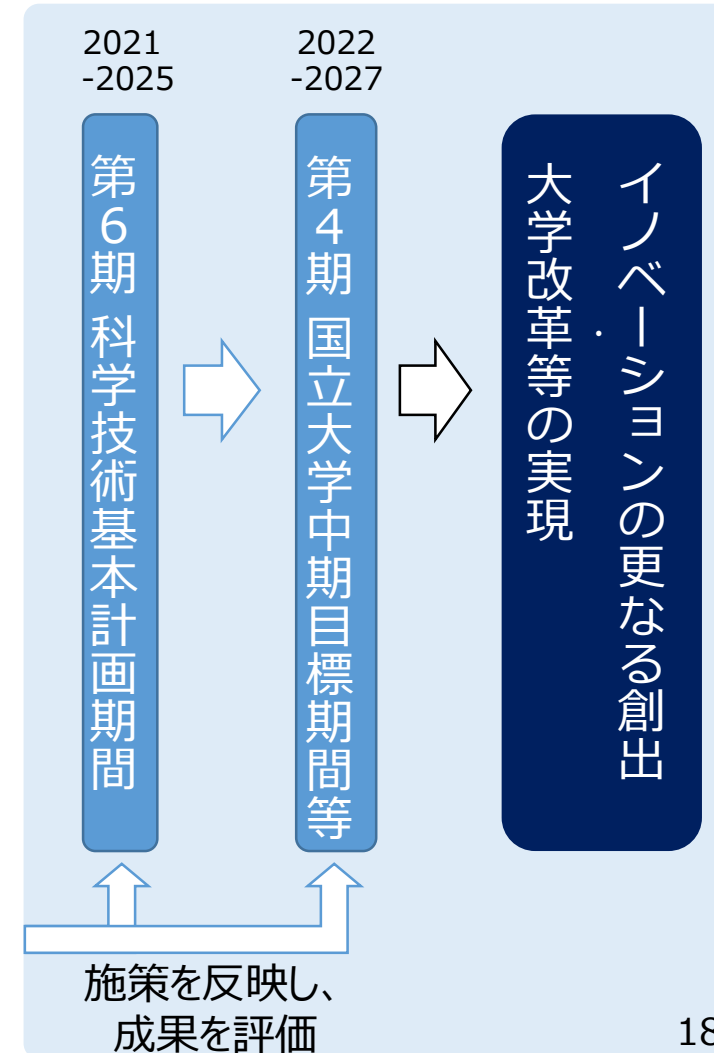 2021
-2025
2022
-2027
第６期 科学技術基本計画期間
第４期 国立大学中期目標期間等
イノベーションの更なる創出
大学改革等の実現
施策を反映し、
成果を評価
18